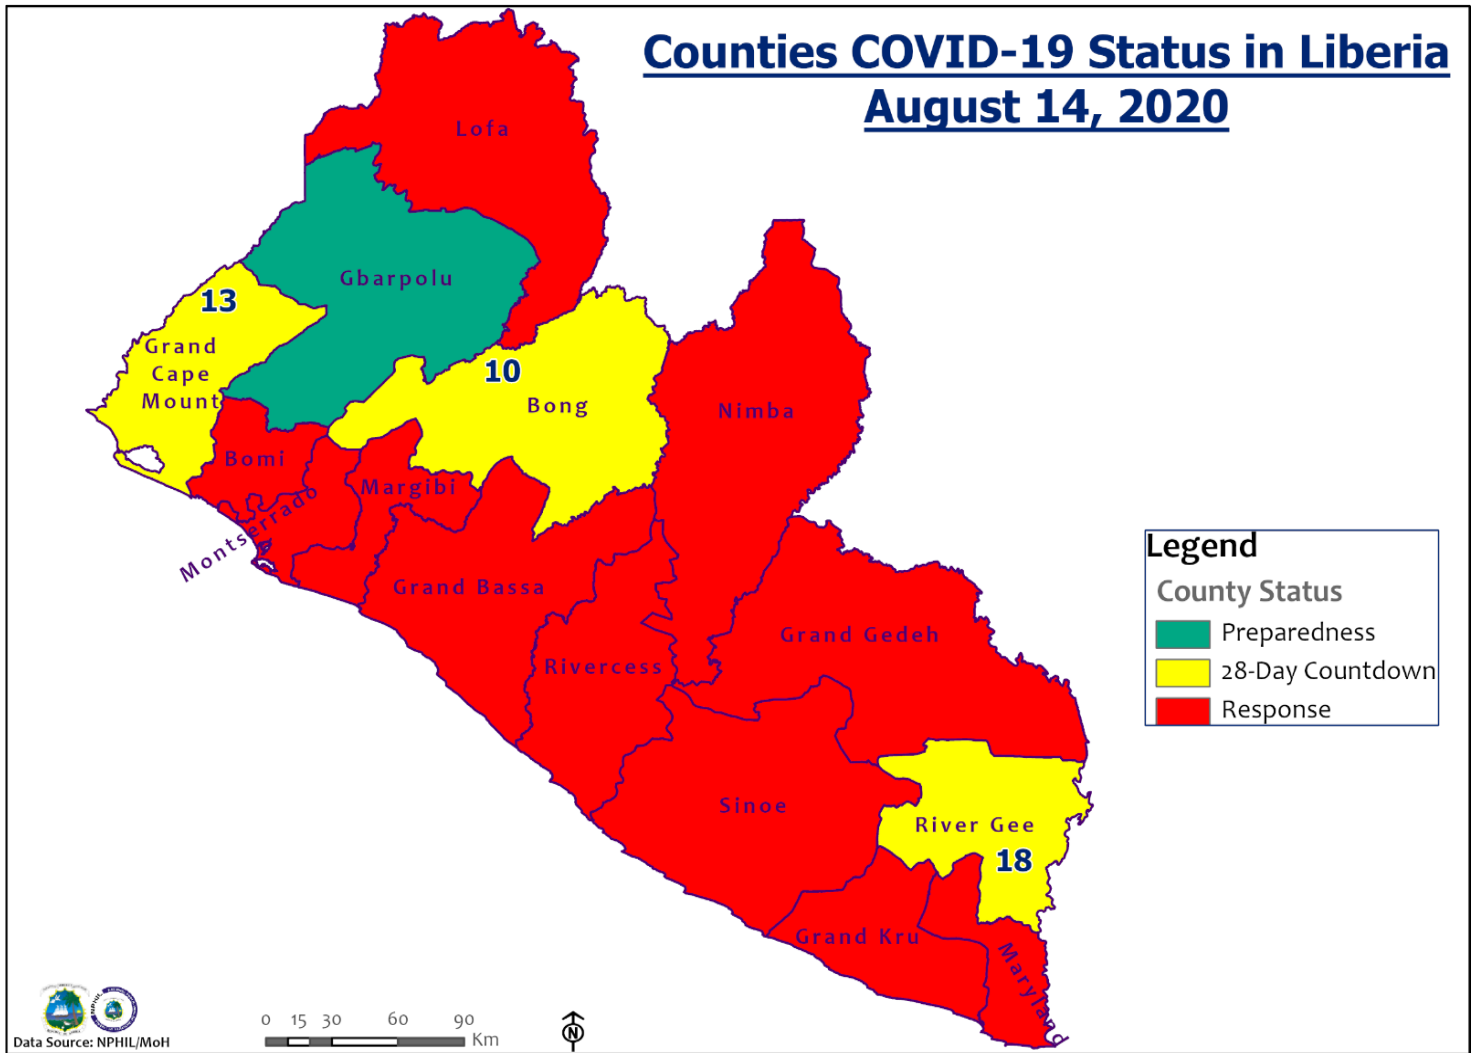 Counties COVID-19 Status in Liberia
August 14, 2020
Lofa
Gbarpolu
13
Grand
Cape
Mount
10
Bong
Nimba
Bomi
Margibi
Montserrado
Grand Bassa
Grand Gedeh
Rivercess
Sinoe
River Gee
18
Grand Kru
Maryland
Legend
County Status
Preparedness
28-Day Countdown
Response
NPHIL
Data Source: NPHIL/MoH
0 15 30 60 90
Km
N